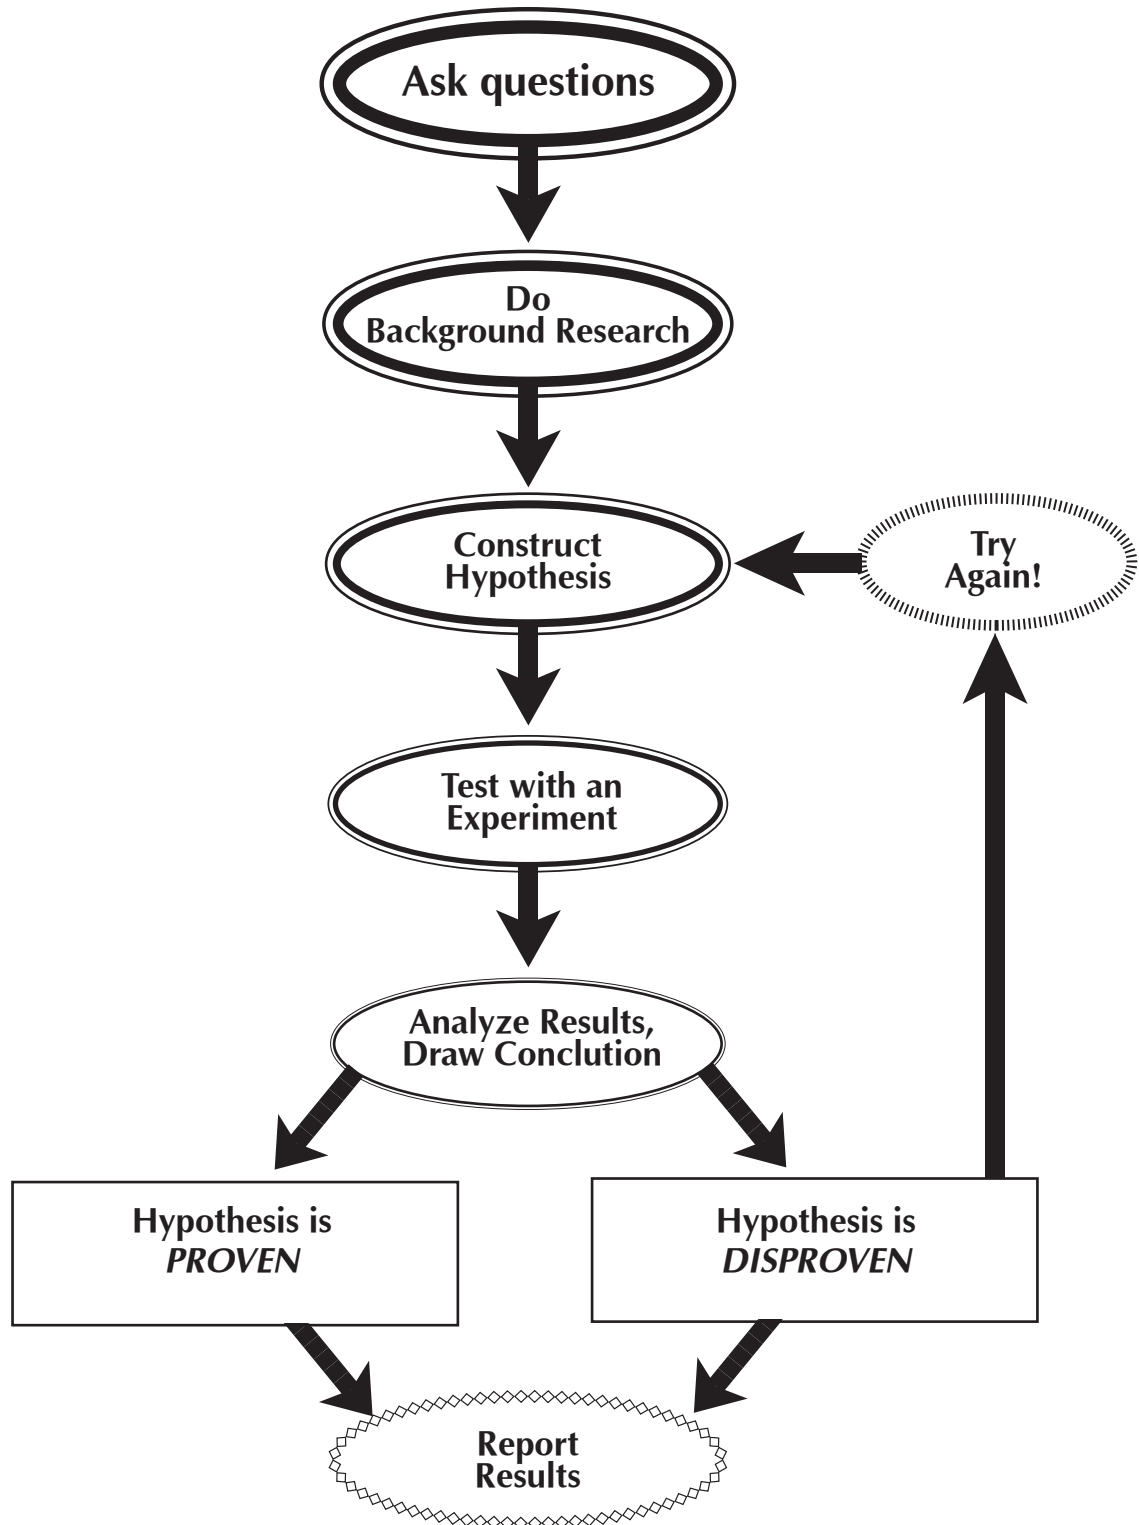 Ask questions
Do
Background Research
Construct
Hypothesis
Try
Again!
Test with an
Experiment
Analyze Results,
Draw Conclution
Hypothesis is
PROVEN
Hypothesis is
DISPROVEN
Report
Results